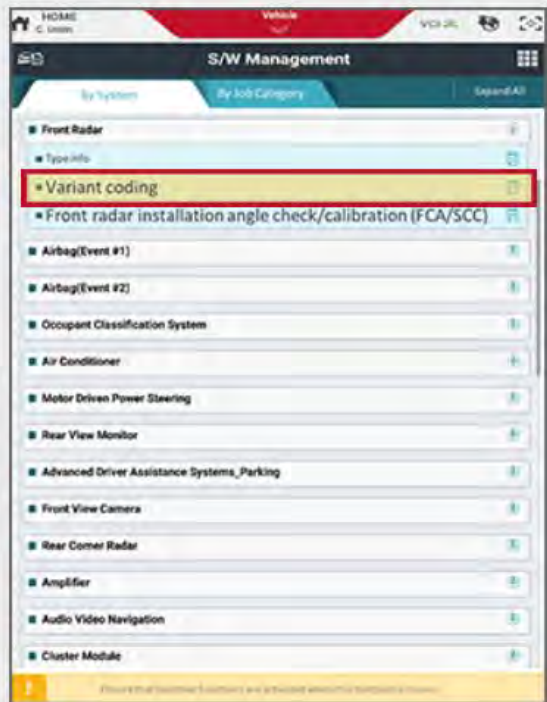 HOME
Vehicle
S/W Management
By System
By Job Category
Expand All
Front Radar
Type info
Variant coding
Front radar installation angle check/calibration (FCA/SCC)
Airbag(Event #1)
Airbag(Event #2)
Occupant Classification System
Air Conditioner
Motor Driven Power Steering
Rear View Monitor
Advanced Driver Assistance Systems_Parking
Front View Camera
Rear Corner Radar
Amplifier
Audio Video Navigation
Cluster Module